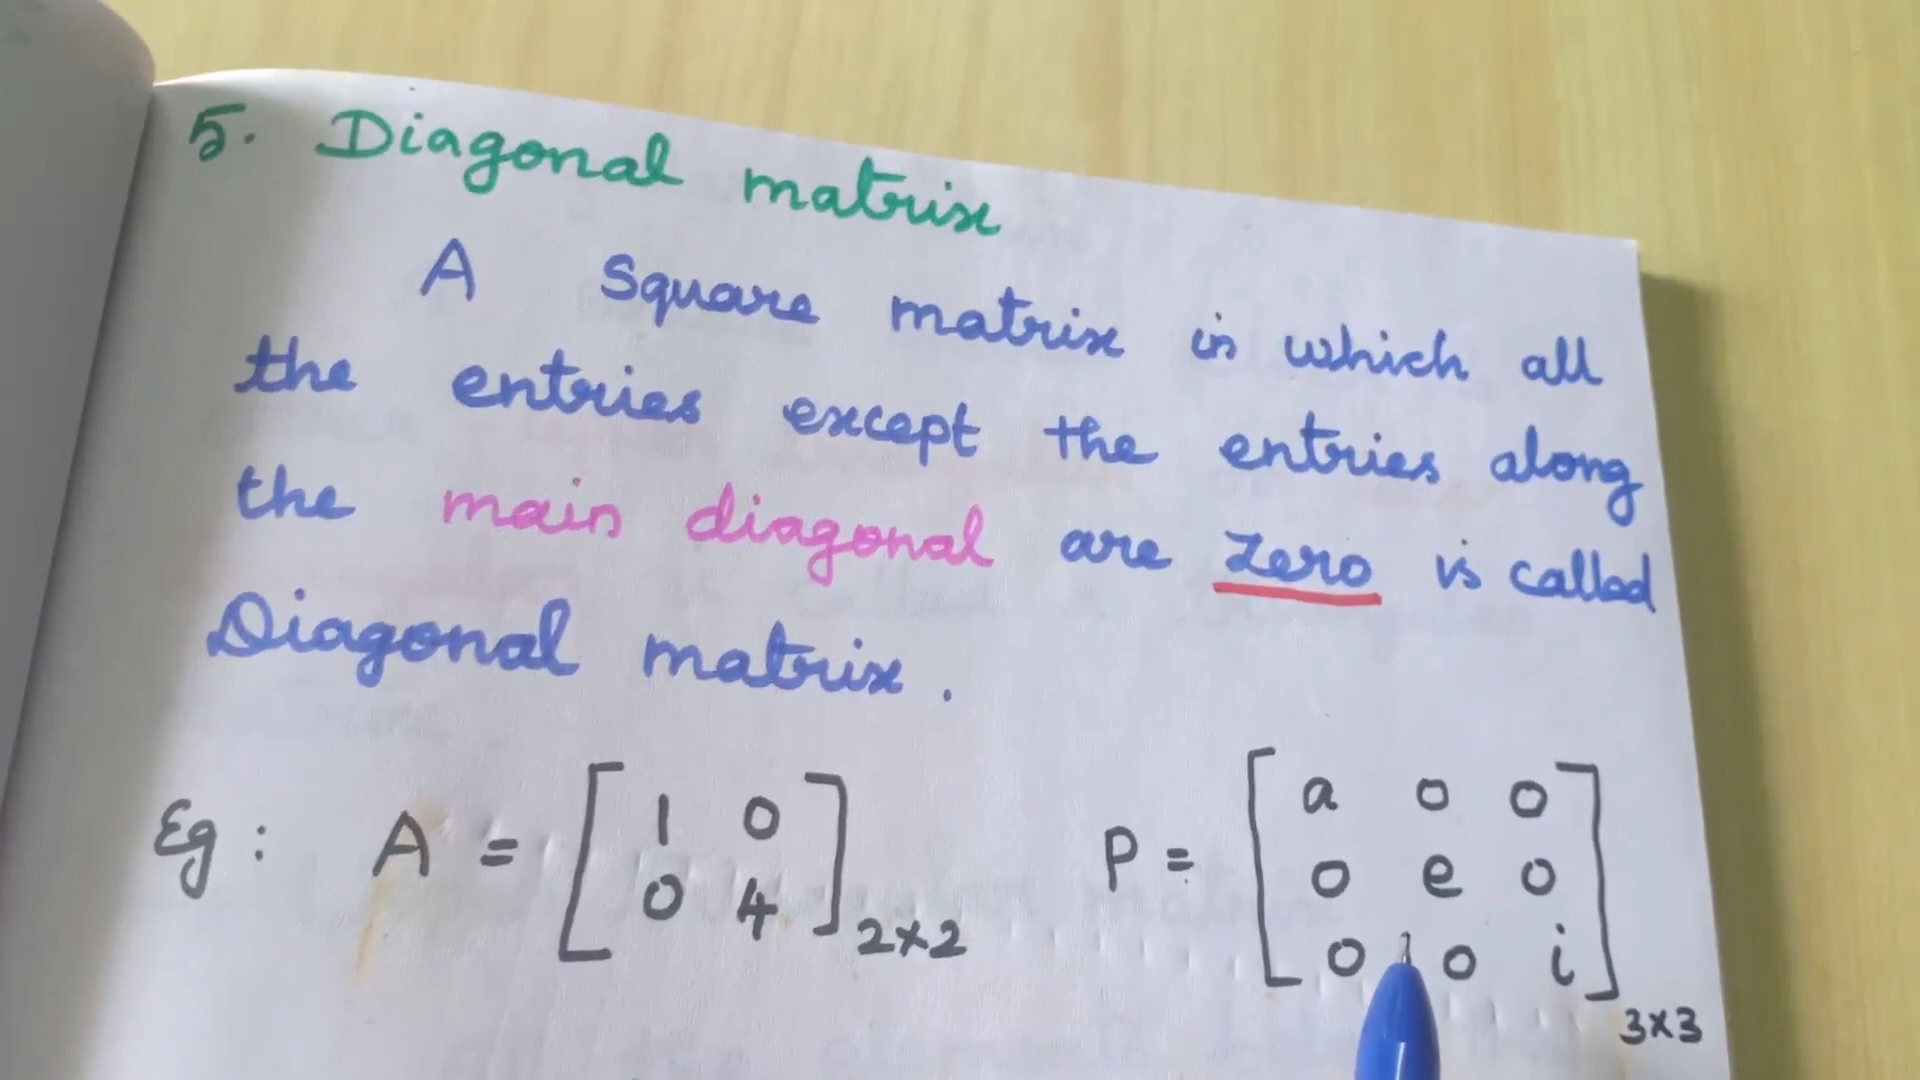 5. Diagonal matrix
A Square matrix in which all
the entries except the entries along
the main diagonal are Zero is called
Diagonal matrix.
Eg : A = [1 0
0 4] 2×2
P = [a 0 0
0 e 0
0 0 i] 3×3